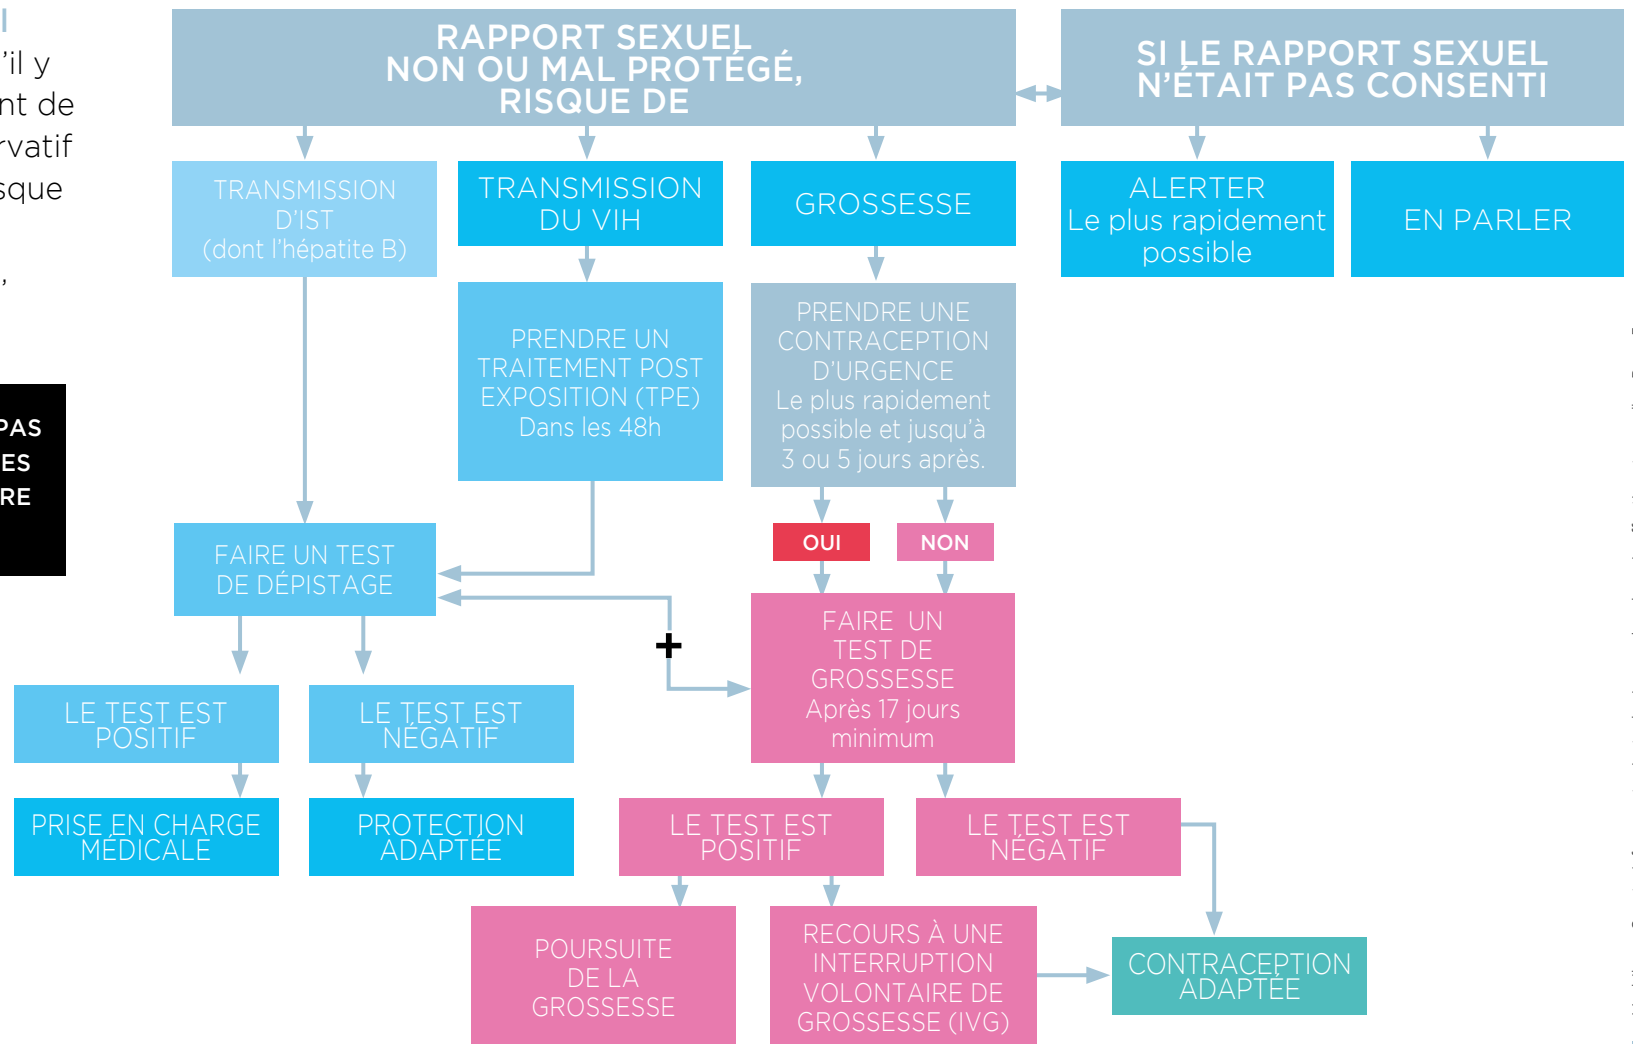 'il y
nt de
rvatif
sque
,
PAS
ES
RE
RAPPORT SEXUEL
NON OU MAL PROTÉGÉ,
RISQUE DE
SI LE RAPPORT SEXUEL
N'ÉTAIT PAS CONSENTI
TRANSMISSION
D'IST
(dont l'hépatite B)
TRANSMISSION
DU VIH
GROSSESSE
ALERTER
Le plus rapidement
possible
EN PARLER
PRENDRE UN
TRAITEMENT POST
EXPOSITION (TPE)
Dans les 48h
PRENDRE UNE
CONTRACEPTION
D'URGENCE
Le plus rapidement
possible et jusqu'à
3 ou 5 jours après.
OUI
NON
FAIRE UN TEST
DE DÉPISTAGE
+
FAIRE UN
TEST DE
GROSSESSE
Après 17 jours
minimum
LE TEST EST
POSITIF
LE TEST EST
NÉGATIF
PRISE EN CHARGE
MÉDICALE
PROTECTION
ADAPTÉE
LE TEST EST
POSITIF
LE TEST EST
NÉGATIF
POURSUITE
DE LA
GROSSESSE
RECOURS À UNE
INTERRUPTION
VOLONTAIRE DE
GROSSESSE (IVG)
CONTRACEPTION
ADAPTÉE